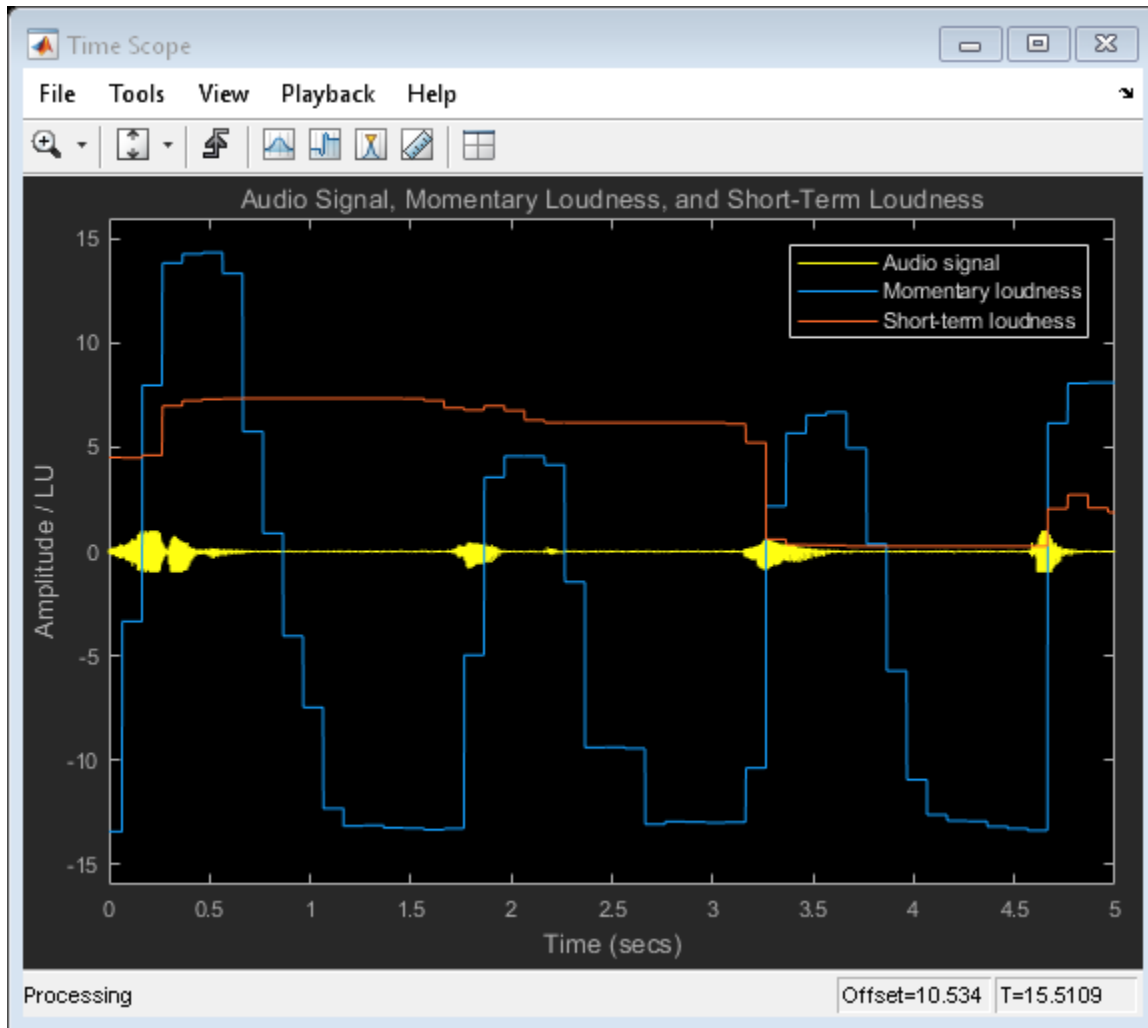 Time Scope
File Tools View Playback Help
Audio Signal, Momentary Loudness, and Short-Term Loudness
Audio signal
Momentary loudness
Short-term loudness
Amplitude / LU
15
10
5
0
-5
-10
-15
0 0.5 1 1.5 2 2.5 3 3.5 4 4.5 5
Time (secs)
Processing Offset=10.534 T=15.5109